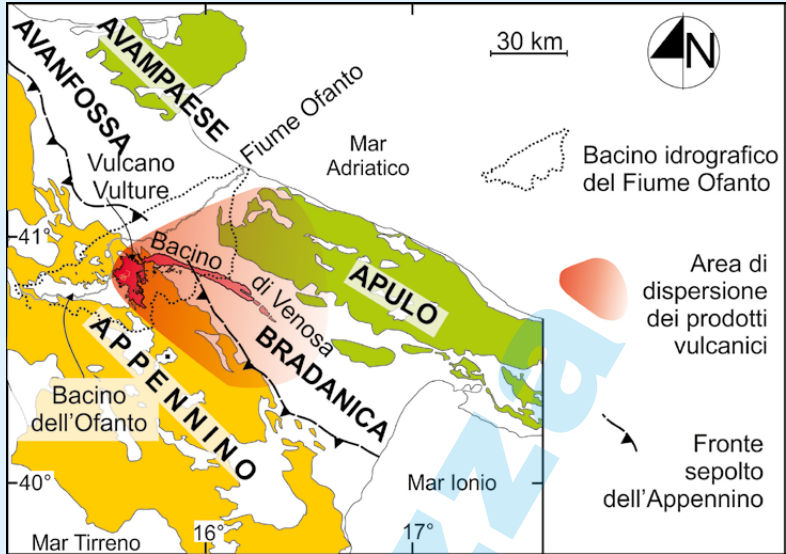 AVANFOSSA
AVAMPAESE
Fiume Ofanto
Vulcano
Vulture
Mar
Adriatico
30 km
N
Bacino idrografico
del Fiume Ofanto
41°
Bacino
di Venosa
APULO
BRADANICA
APPENNINO
Bacino
dell'Ofanto
Area di
dispersione
dei prodotti
vulcanici
Fronte
sepolto
dell'Appennino
40°
Mar Ionio
Mar Tirreno
16°
17°